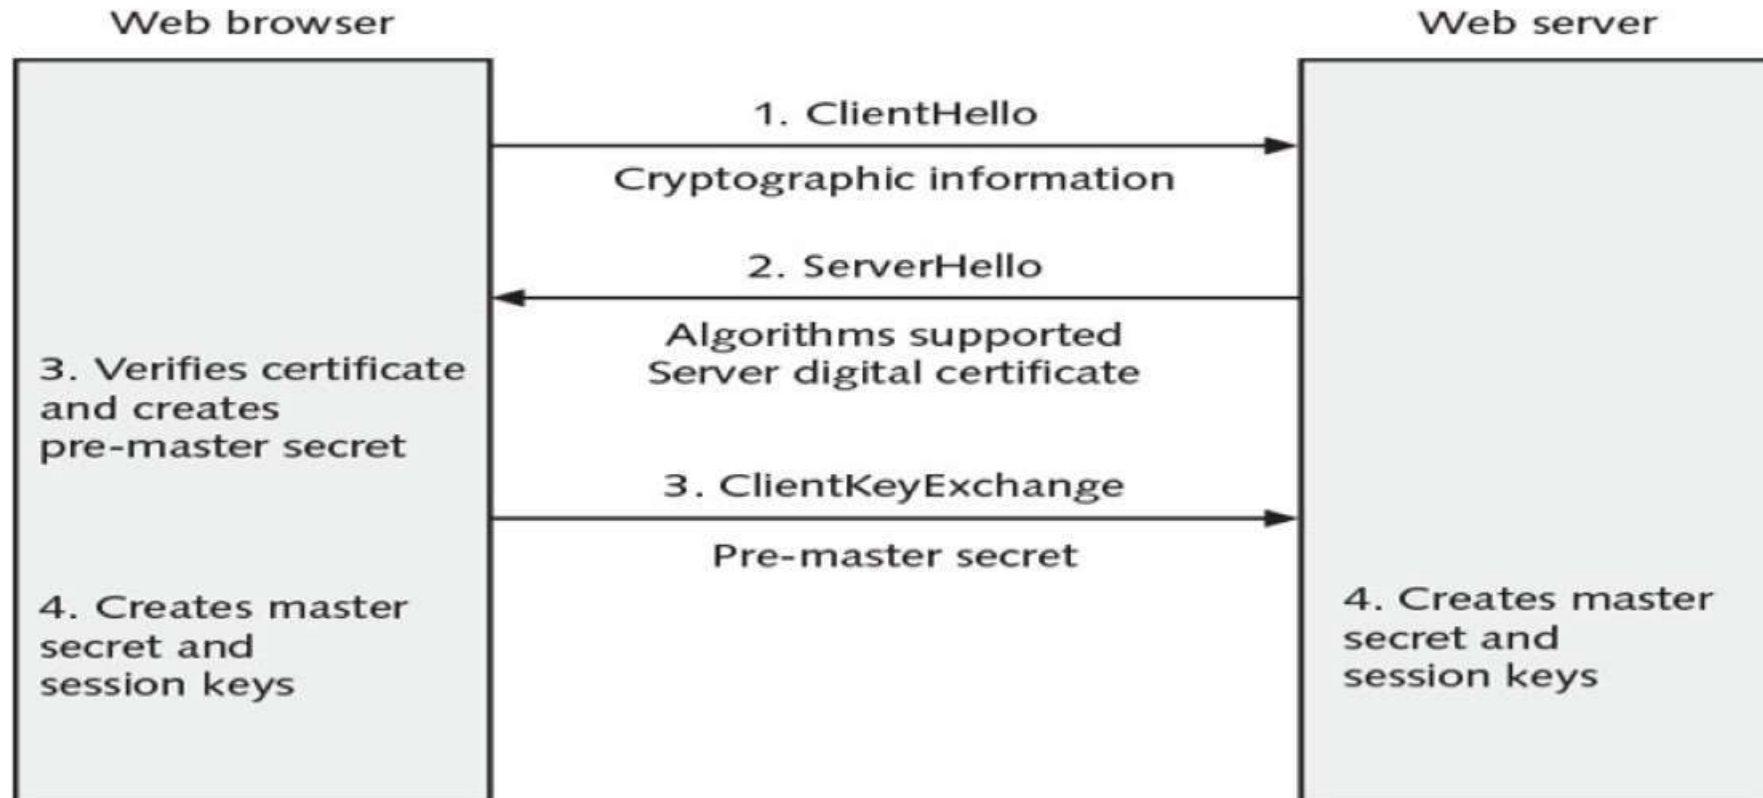 Web browser
Web server
1. ClientHello
Cryptographic information
2. ServerHello
Algorithms supported
Server digital certificate
3. Verifies certificate
and creates
pre-master secret
3. ClientKeyExchange
Pre-master secret
4. Creates master
secret and
session keys
4. Creates master
secret and
session keys